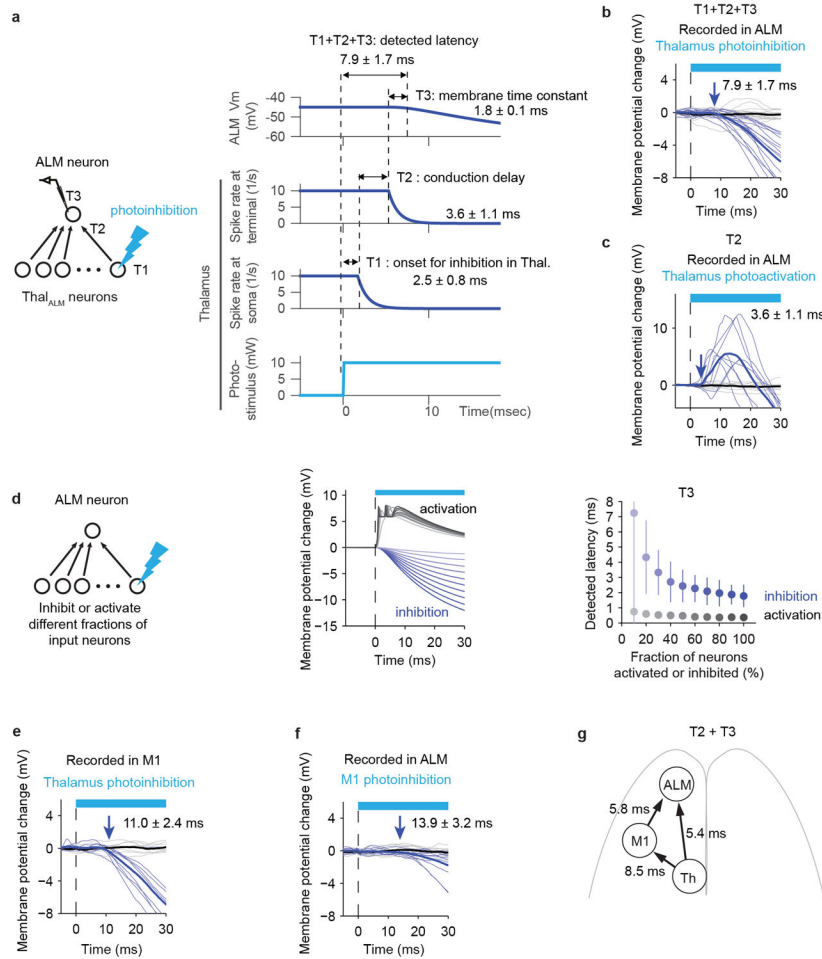 a
T1+T2+T3: detected latency
7.9 ± 1.7 ms
ALM Vm
(mV)
−40
−50
−60
T3: membrane time constant
1.8 ± 0.1 ms
ALM neuron
T3
T2
photoinhibition
T1
ThalALM neurons
Thalamus
Spike rate at
terminal (1/s)
10
5
0
T2 : conduction delay
3.6 ± 1.1 ms
Spike rate at
soma (1/s)
10
5
0
T1 : onset for inhibition in Thal.
2.5 ± 0.8 ms
Photo-
stimulus (mW)
10
5
0
0
10
Time(msec)
b
T1+T2+T3
Recorded in ALM
Thalamus photoinhibition
7.9 ± 1.7 ms
Membrane potential change (mV)
4
0
−4
−8
0 10 20 30
Time (ms)
c
T2
Recorded in ALM
Thalamus photoactivation
3.6 ± 1.1 ms
Membrane potential change (mV)
10
0
0 10 20 30
Time (ms)
d
ALM neuron
Inhibit or activate
different fractions of
input neurons
Membrane potential change (mV)
10
5
0
−5
−10
−15
activation
inhibition
0 10 20 30
Time (ms)
T3
Detected latency (ms)
8
7
6
5
4
3
2
1
0
inhibition
activation
0 20 40 60 80 100
Fraction of neurons
activated or inhibited (%)
e
Recorded in M1
Thalamus photoinhibition
11.0 ± 2.4 ms
Membrane potential change (mV)
4
0
−4
−8
0 10 20 30
Time (ms)
f
Recorded in ALM
M1 photoinhibition
13.9 ± 3.2 ms
Membrane potential change (mV)
4
0
−4
−8
0 10 20 30
Time (ms)
g
T2 + T3
ALM
5.8 ms
5.4 ms
M1
8.5 ms
Th